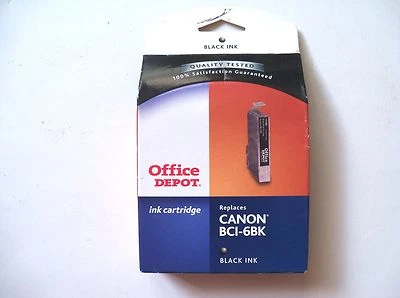 BLACK INK
QUALITY TESTED
100% Satisfaction Guaranteed
Office
DEPOT.
ink cartridge
Replaces
CANON®
BCI-6BK
BLACK INK